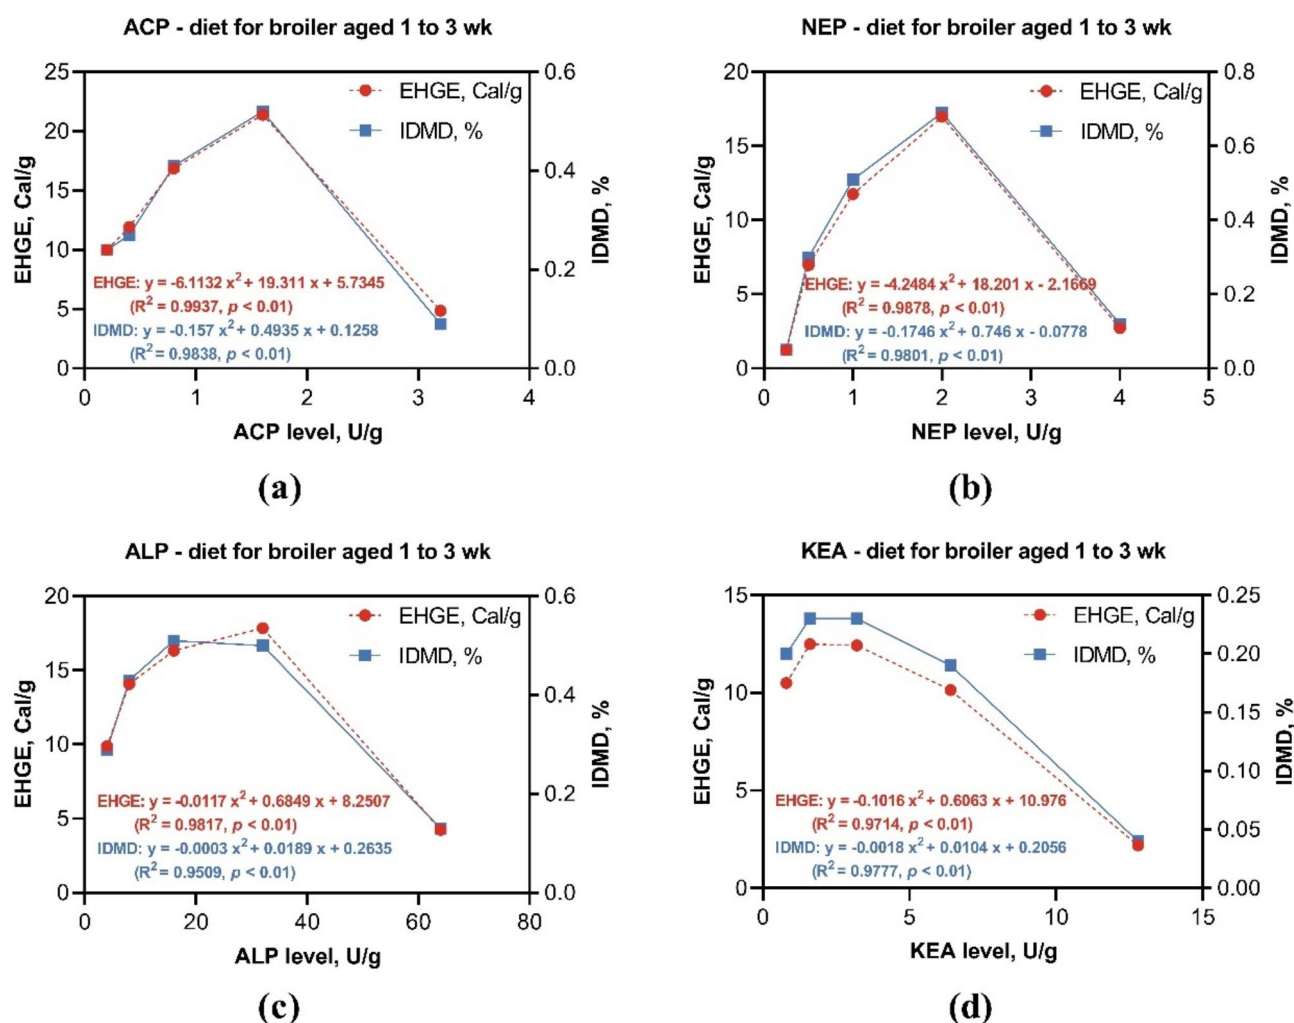 ACP - diet for broiler aged 1 to 3 wk
25
20
15
10
5
0
EHGE, Cal/g
0.6
0.4
0.2
0.0
IDMD, %
EHGE, Cal/g
IDMD, %
EHGE: y = -6.1132 x² + 19.311 x + 5.7345
(R² = 0.9937, p < 0.01)
IDMD: y = -0.157 x² + 0.4935 x + 0.1258
(R² = 0.9838, p < 0.01)
0 1 2 3 4
ACP level, U/g
(a)
NEP - diet for broiler aged 1 to 3 wk
20
15
10
5
0
EHGE, Cal/g
0.8
0.6
0.4
0.2
0.0
IDMD, %
EHGE, Cal/g
IDMD, %
EHGE: y = -4.2484 x² + 18.201 x - 2.1669
(R² = 0.9878, p < 0.01)
IDMD: y = -0.1746 x² + 0.746 x - 0.0778
(R² = 0.9801, p < 0.01)
0 1 2 3 4 5
NEP level, U/g
(b)
ALP - diet for broiler aged 1 to 3 wk
20
15
10
5
0
EHGE, Cal/g
0.6
0.4
0.2
0.0
IDMD, %
EHGE, Cal/g
IDMD, %
EHGE: y = -0.0117 x² + 0.6849 x + 8.2507
(R² = 0.9817, p < 0.01)
IDMD: y = -0.0003 x² + 0.0189 x + 0.2635
(R² = 0.9509, p < 0.01)
0 20 40 60 80
ALP level, U/g
(c)
KEA - diet for broiler aged 1 to 3 wk
15
10
5
0
EHGE, Cal/g
0.25
0.20
0.15
0.10
0.05
0.00
IDMD, %
EHGE, Cal/g
IDMD, %
EHGE: y = -0.1016 x² + 0.6063 x + 10.976
(R² = 0.9714, p < 0.01)
IDMD: y = -0.0018 x² + 0.0104 x + 0.2056
(R² = 0.9777, p < 0.01)
0 5 10 15
KEA level, U/g
(d)